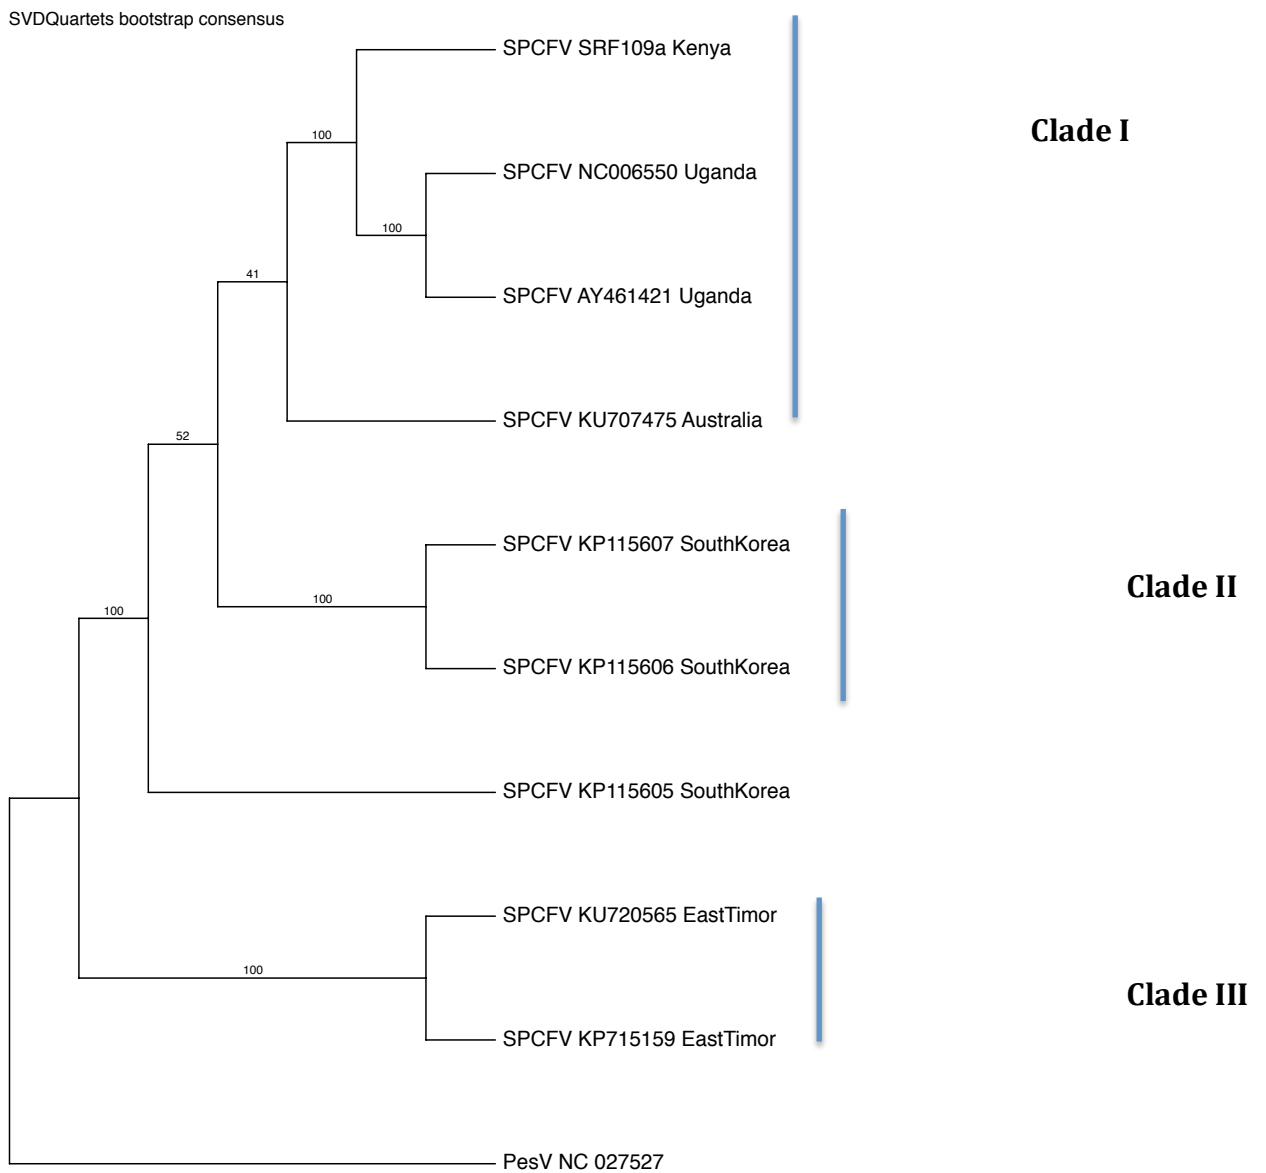 SVDQuartets bootstrap consensus
SPCFV SRF109a Kenya
Clade I
100
SPCFV NC006550 Uganda
100
41
SPCFV AY461421 Uganda
SPCFV KU707475 Australia
52
SPCFV KP115607 SouthKorea
Clade II
100
100
SPCFV KP115606 SouthKorea
SPCFV KP115605 SouthKorea
SPCFV KU720565 EastTimor
100
Clade III
SPCFV KP715159 EastTimor
PesV NC 027527